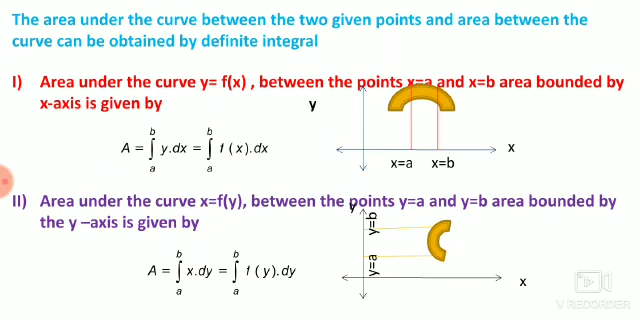 The area under the curve between the two given points and area between the
curve can be obtained by definite integral
I) Area under the curve y= f(x) , between the points x=a and x=b area bounded by
x-axis is given by
y
A = ∫ₐᵇ y.dx = ∫ₐᵇ f (x).dx
x
x=a x=b
II) Area under the curve x=f(y), between the points y=a and y=b area bounded by
the y –axis is given by
y
y=a y=b
A = ∫ₐᵇ x.dy = ∫ₐᵇ f (y).dy
x
V RECORDER